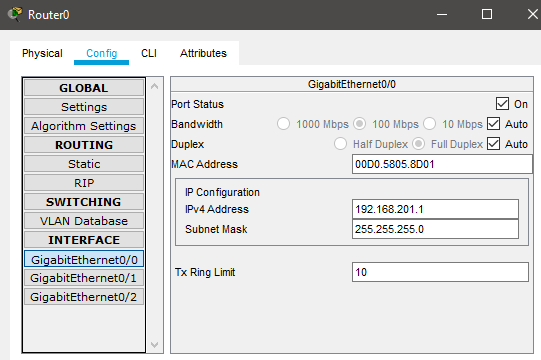 Router0
Physical Config CLI Attributes
GLOBAL
Settings
Algorithm Settings
ROUTING
Static
RIP
SWITCHING
VLAN Database
INTERFACE
GigabitEthernet0/0
GigabitEthernet0/1
GigabitEthernet0/2
GigabitEthernet0/0
Port Status On
Bandwidth 1000 Mbps 100 Mbps 10 Mbps Auto
Duplex Half Duplex Full Duplex Auto
MAC Address 00D0.5805.8D01
IP Configuration
IPv4 Address 192.168.201.1
Subnet Mask 255.255.255.0
Tx Ring Limit 10